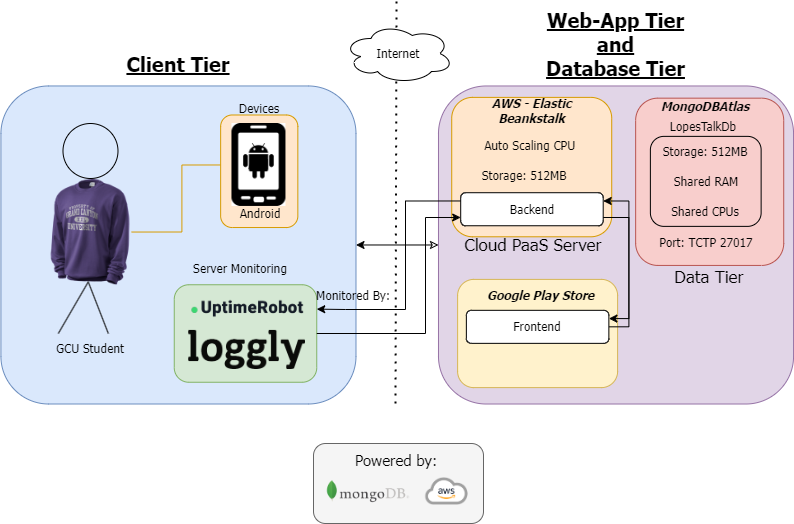 Client Tier
Internet
Web-App Tier
and
Database Tier
Devices
Android
GCU Student
Server Monitoring
UptimeRobot
loggly
Monitored By:
AWS - Elastic
Beankstalk
Auto Scaling CPU
Storage: 512MB
Backend
Cloud PaaS Server
Google Play Store
Frontend
MongoDBAtlas
LopesTalkDb
Storage: 512MB
Shared RAM
Shared CPUs
Port: TCTP 27017
Data Tier
Powered by:
mongoDB.
aws
UNIVERSITY